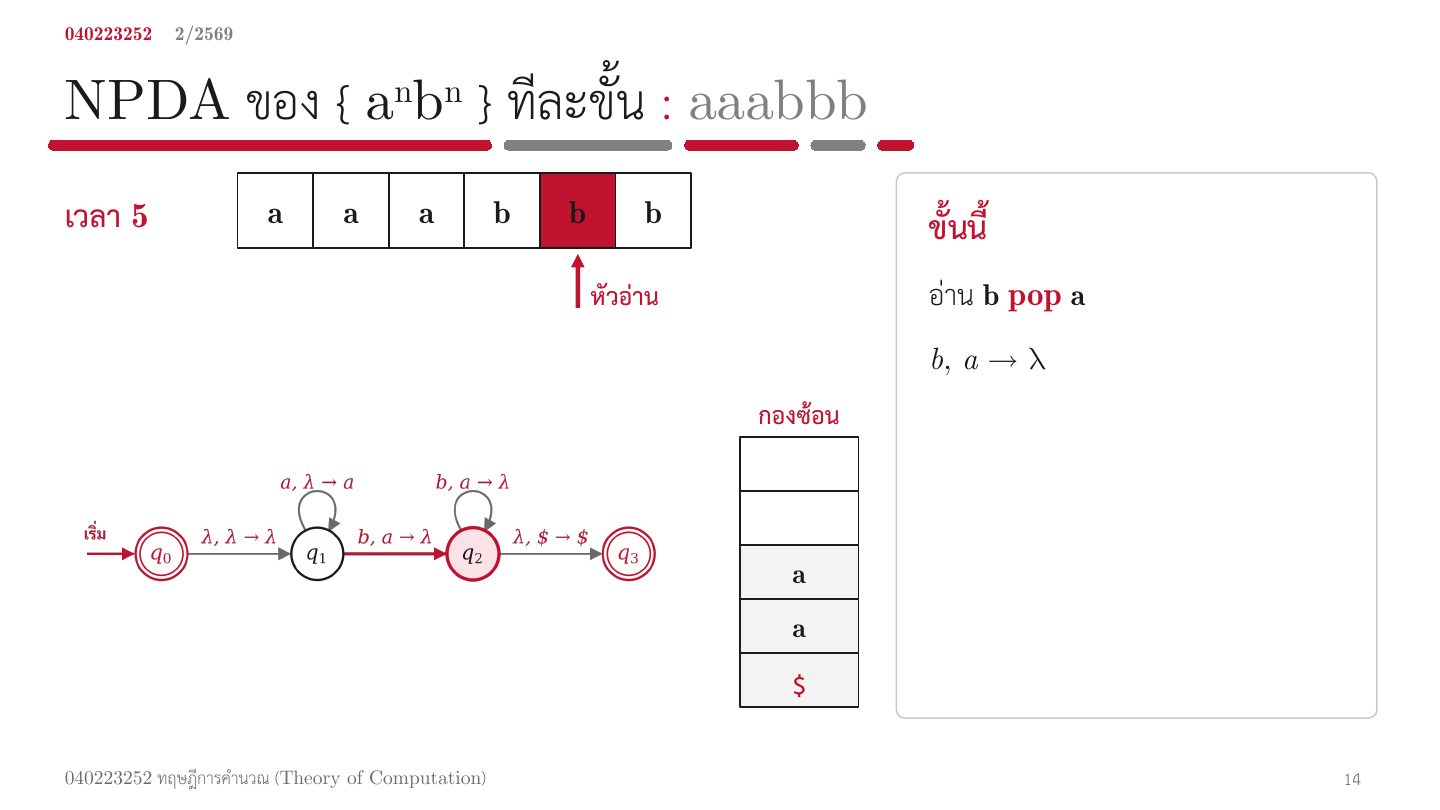 040223252 2/2569
NPDA ของ { aⁿbⁿ } ทีละขั้น : aaabbb
เวลา 5
a a a b b b
หัวอ่าน
ขั้นนี้
อ่าน b pop a
b, a → λ
กองซ้อน
a
a
$
a, λ → a
b, a → λ
เริ่ม
q₀
λ, λ → λ
q₁
b, a → λ
q₂
λ, $ → $
q₃
040223252 ทฤษฎีการคำนวณ (Theory of Computation)
14